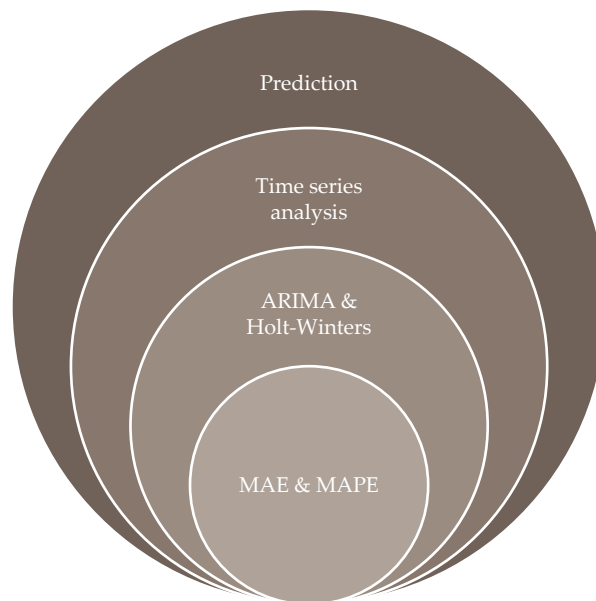 Prediction
Time series
analysis
ARIMA &
Holt-Winters
MAE & MAPE